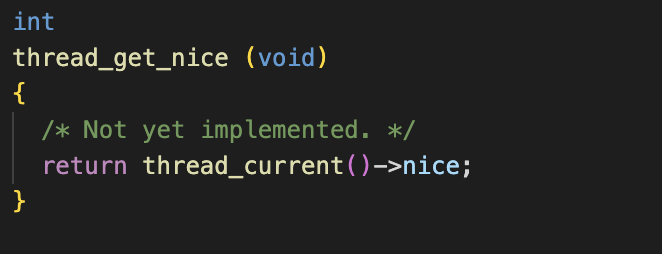 int
thread_get_nice (void)
{
/* Not yet implemented. */
return thread_current()->nice;
}